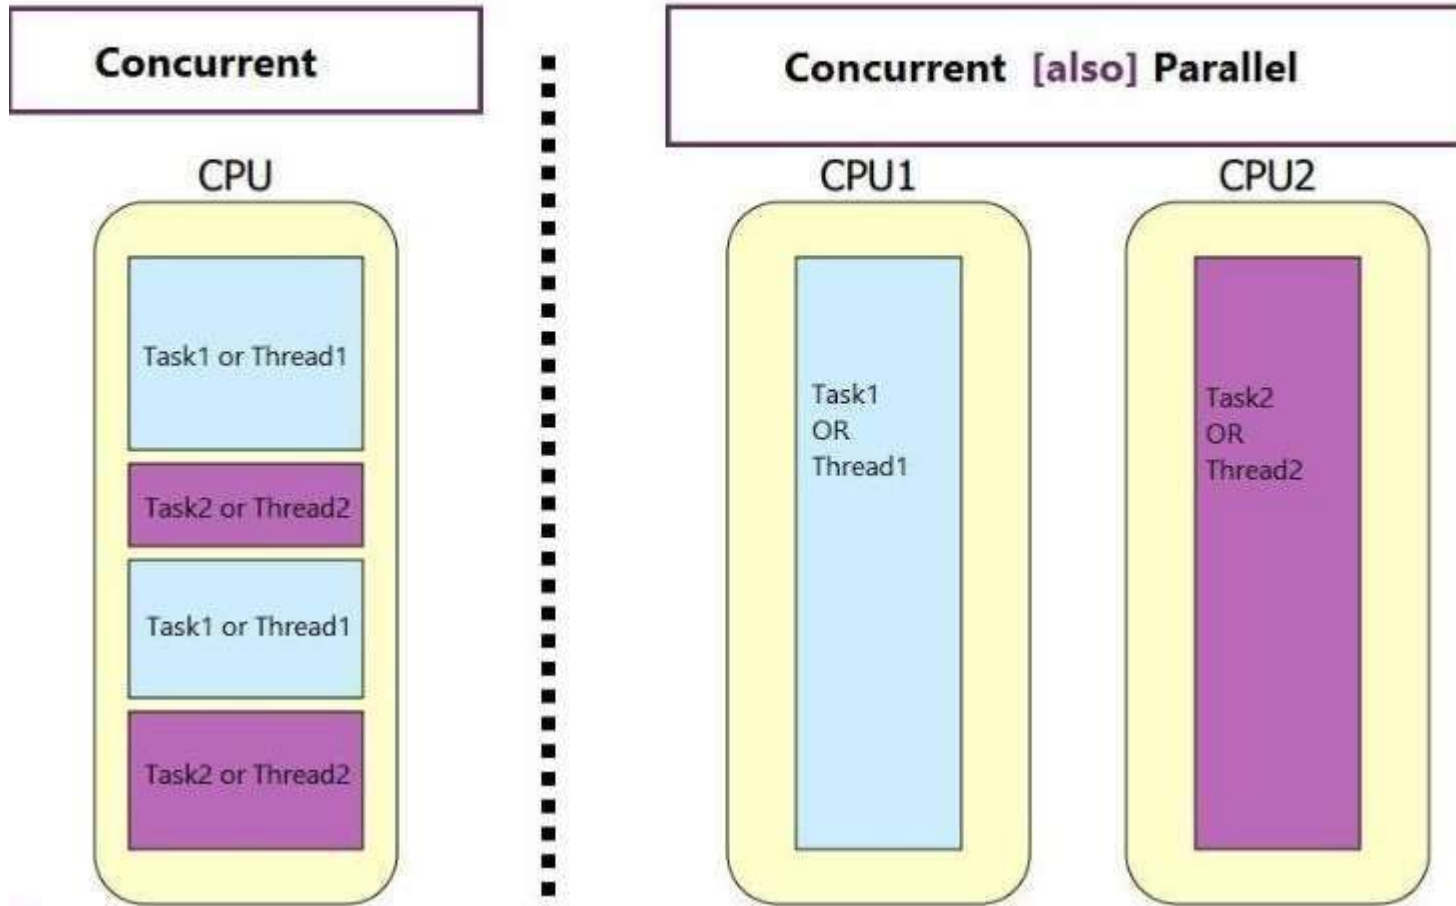 Concurrent
Concurrent [also] Parallel
CPU
Task1 or Thread1
Task2 or Thread2
Task1 or Thread1
Task2 or Thread2
CPU1
Task1
OR
Thread1
CPU2
Task2
OR
Thread2